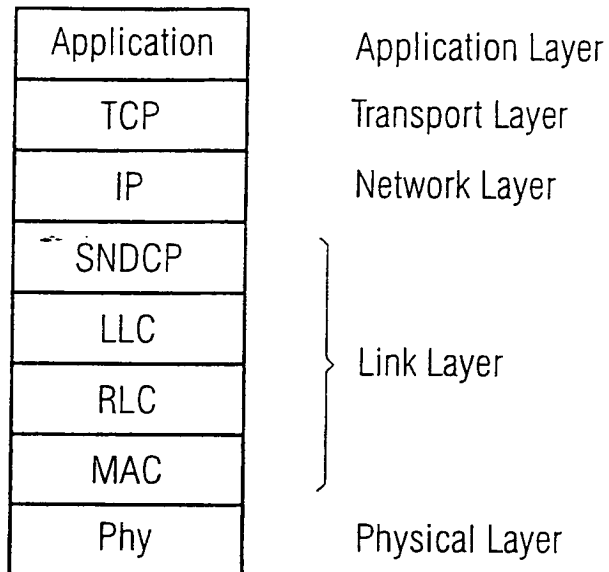 Application Application Layer
TCP Transport Layer
IP Network Layer
SNDCP
LLC
Link Layer
RLC
MAC
Phy Physical Layer